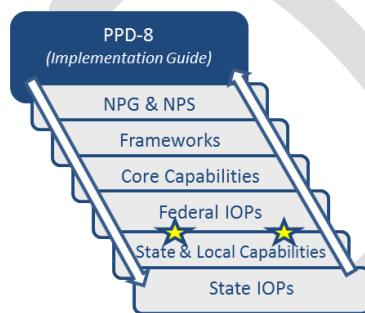 PPD-8
(Implementation Guide)
NPG & NPS
Frameworks
Core Capabilities
Federal IOPs
State & Local Capabilities
State IOPs